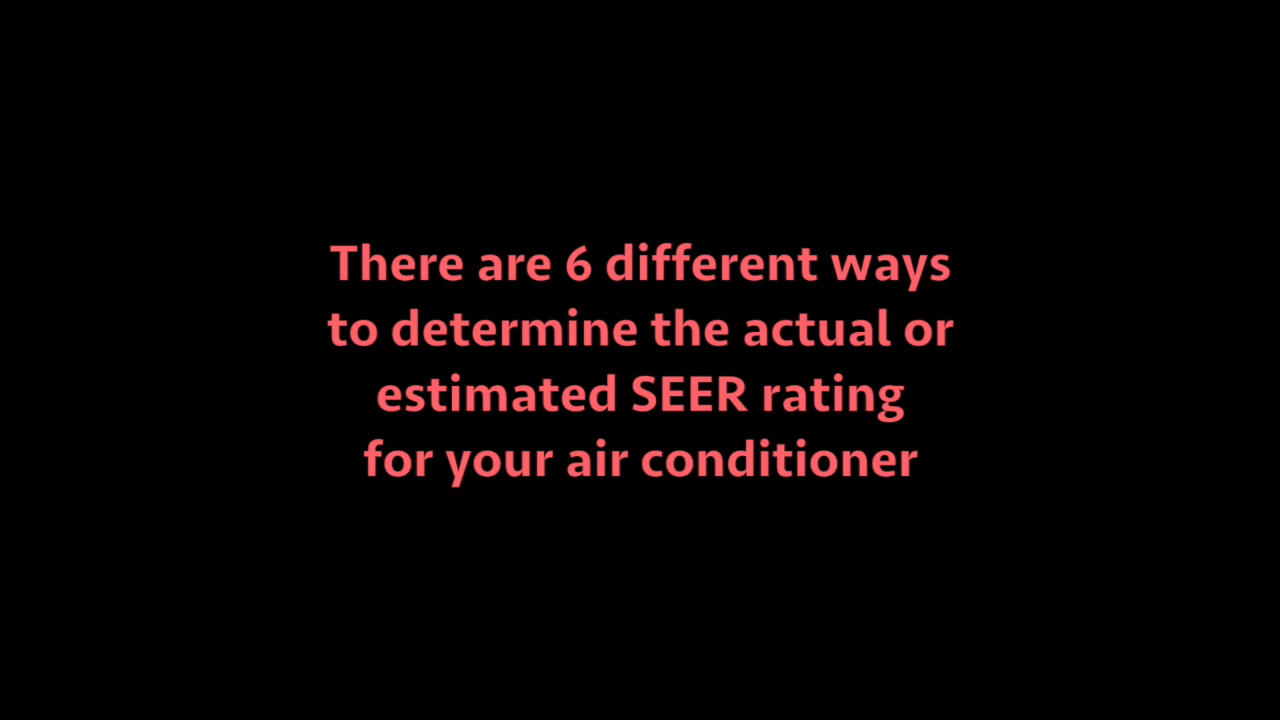 There are 6 different ways
to determine the actual or
estimated SEER rating
for your air conditioner